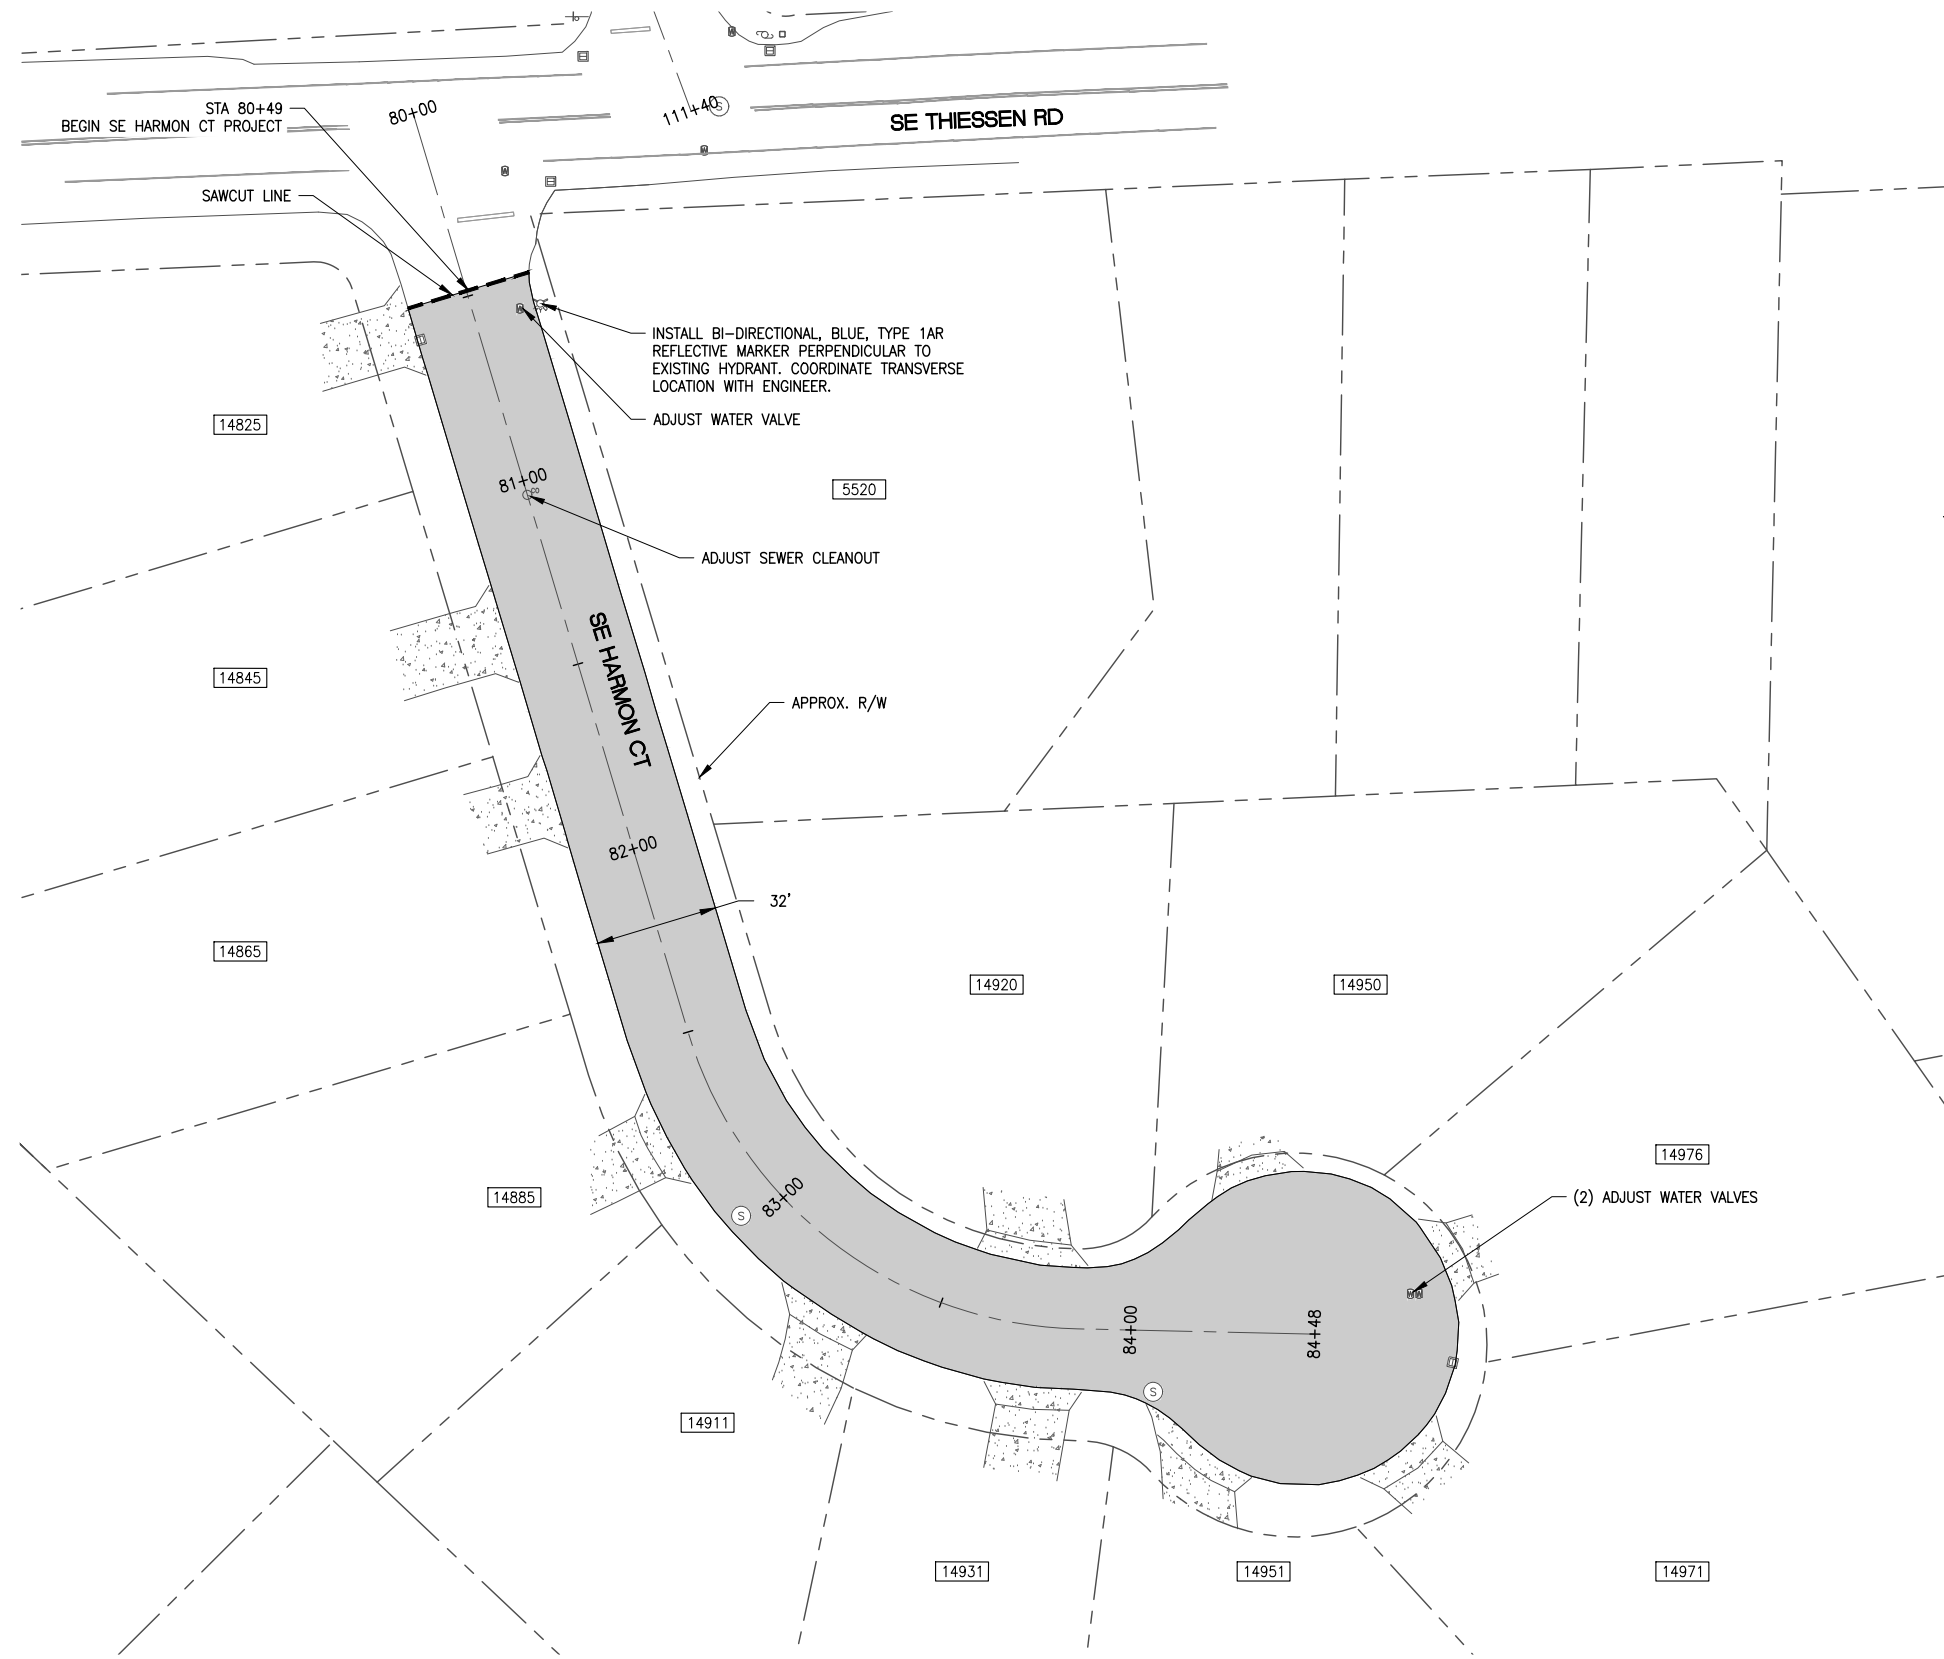 STA 80+49
BEGIN SE HARMON CT PROJECT
80+00
111+40
S
SE THIESSEN RD
SAWCUT LINE
INSTALL BI-DIRECTIONAL, BLUE, TYPE 1AR
REFLECTIVE MARKER PERPENDICULAR TO
EXISTING HYDRANT. COORDINATE TRANSVERSE
LOCATION WITH ENGINEER.
ADJUST WATER VALVE
14825
81+00
5520
ADJUST SEWER CLEANOUT
SE HARMON CT
14845
APPROX. R/W
82+00
32'
14865
14920
14950
14976
14885
83+00
S
(2) ADJUST WATER VALVES
84+00
84+48
S
14911
14931
14951
14971